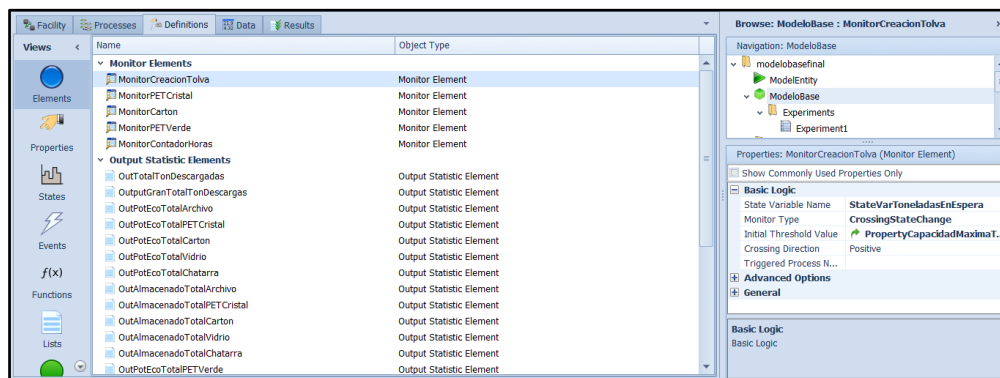 Facility Processes Definitions Data Results
Views <
Elements
Properties
States
Events
f(x)
Functions
Lists
Name Object Type
Monitor Elements
MonitorCreacionTolva Monitor Element
MonitorPETCristal Monitor Element
MonitorCarton Monitor Element
MonitorPETVerde Monitor Element
MonitorContadorHoras Monitor Element
Output Statistic Elements
OutTotalTonDescargadas Output Statistic Element
OutputGranTotalTonDescargas Output Statistic Element
OutPotEcoTotalArchivo Output Statistic Element
OutPotEcoTotalPETCristal Output Statistic Element
OutPotEcoTotalCarton Output Statistic Element
OutPotEcoTotalVidrio Output Statistic Element
OutPotEcoTotalChatarra Output Statistic Element
OutAlmacenadoTotalArchivo Output Statistic Element
OutAlmacenadoTotalPETCristal Output Statistic Element
OutAlmacenadoTotalCarton Output Statistic Element
OutAlmacenadoTotalVidrio Output Statistic Element
OutAlmacenadoTotalChatarra Output Statistic Element
OutPotEcoTotalPETVerde Output Statistic Element
Browse: ModeloBase : MonitorCreacionTolva
Navigation: ModeloBase
modelobasefinal
ModelEntity
ModeloBase
Experiments
Experiment1
Properties: MonitorCreacionTolva (Monitor Element)
Show Commonly Used Properties Only
Basic Logic
State Variable Name StateVarToneladasEnEspera
Monitor Type CrossingStateChange
Initial Threshold Value PropertyCapacidadMaximaT...
Crossing Direction Positive
Triggered Process N...
Advanced Options
General
Basic Logic
Basic Logic